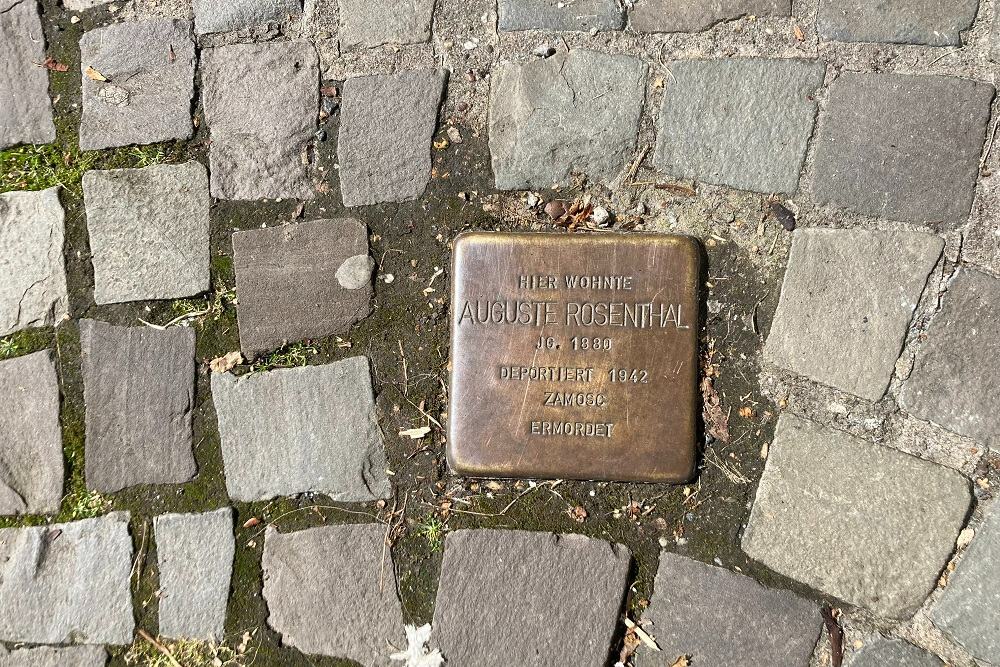 HIER WOHNTE
AUGUSTE ROSENTHAL
JG. 1880
DEPORTIERT 1942
ZAMOSC
ERMORDET